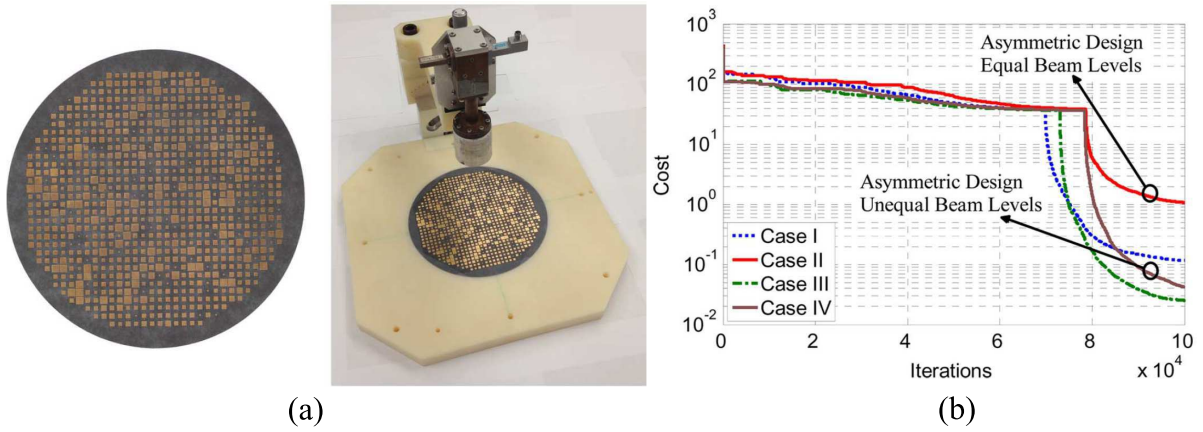 Asymmetric Design
Equal Beam Levels
Asymmetric Design
Unequal Beam Levels
Case I
Case II
Case III
Case IV
Cost
10^3
10^2
10^1
10^0
10^-1
10^-2
0
2
4
6
8
10
x 10^4
Iterations
(a)
(b)